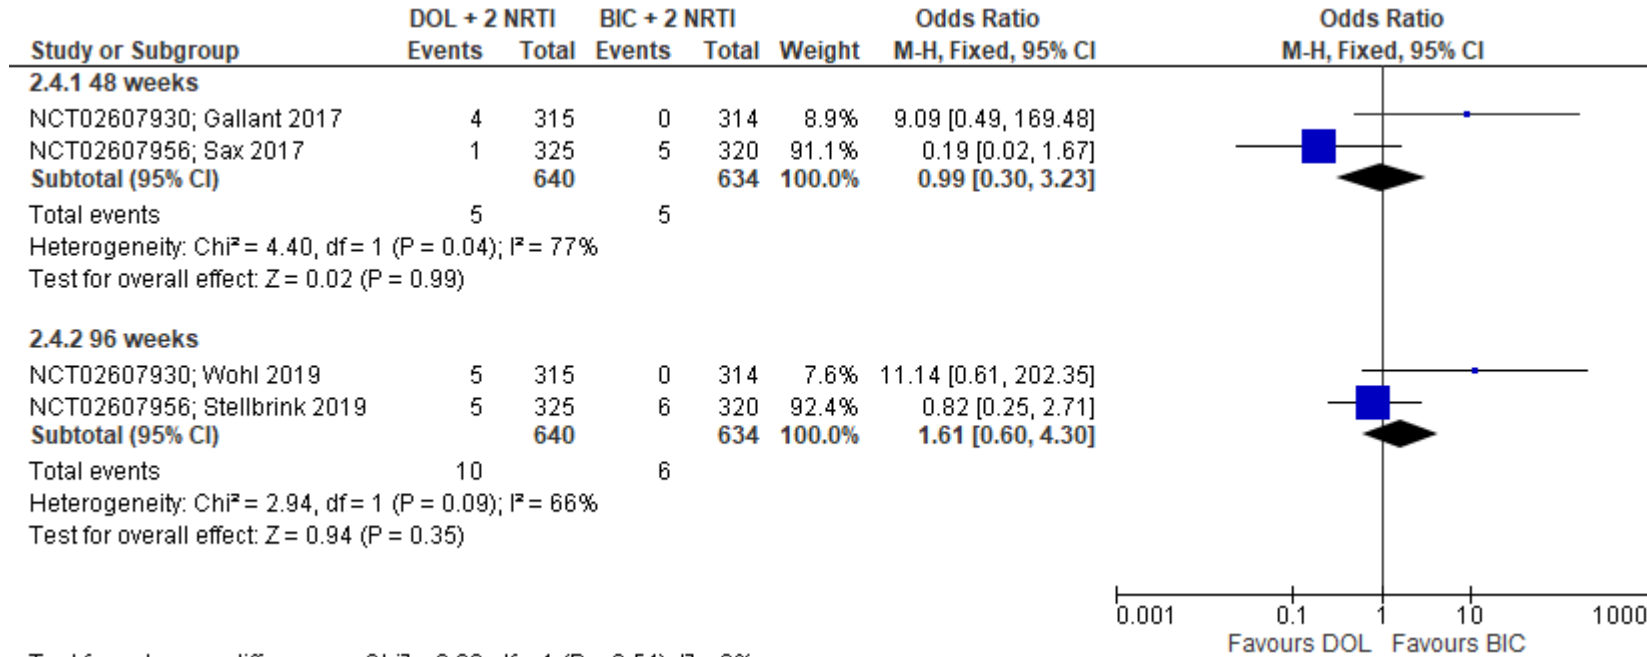 DOL + 2 NRTI BIC + 2 NRTI Odds Ratio Odds Ratio
Study or Subgroup Events Total Events Total Weight M-H, Fixed, 95% CI M-H, Fixed, 95% CI
2.4.1 48 weeks
NCT02607930; Gallant 2017 4 315 0 314 8.9% 9.09 [0.49, 169.48]
NCT02607956; Sax 2017 1 325 5 320 91.1% 0.19 [0.02, 1.67]
Subtotal (95% CI) 640 634 100.0% 0.99 [0.30, 3.23]
Total events 5 5
Heterogeneity: Chi² = 4.40, df = 1 (P = 0.04); I² = 77%
Test for overall effect: Z = 0.02 (P = 0.99)
2.4.2 96 weeks
NCT02607930; Wohl 2019 5 315 0 314 7.6% 11.14 [0.61, 202.35]
NCT02607956; Stellbrink 2019 5 325 6 320 92.4% 0.82 [0.25, 2.71]
Subtotal (95% CI) 640 634 100.0% 1.61 [0.60, 4.30]
Total events 10 6
Heterogeneity: Chi² = 2.94, df = 1 (P = 0.09); I² = 66%
Test for overall effect: Z = 0.94 (P = 0.35)
0.001 0.1 1 10 1000
Favours DOL Favours BIC